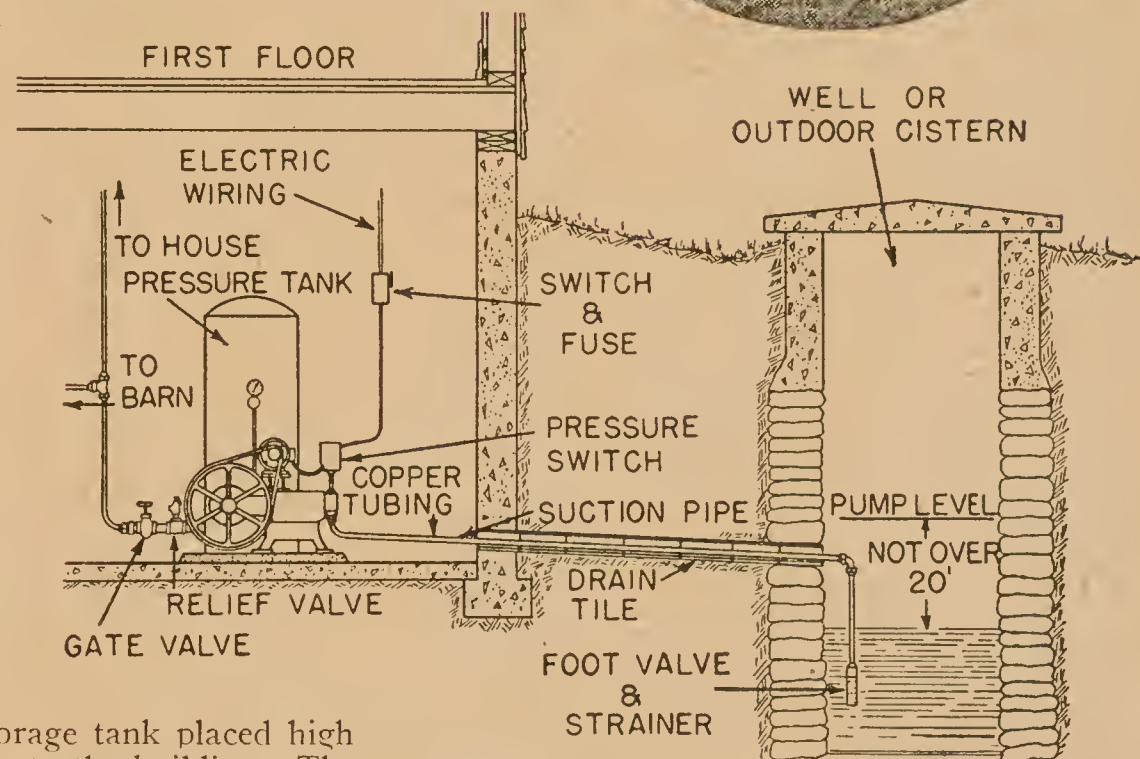 FIRST FLOOR
WELL OR
OUTDOOR CISTERN
ELECTRIC
WIRING
TO HOUSE
PRESSURE TANK
SWITCH
&
FUSE
TO
BARN
PRESSURE
SWITCH
COPPER
TUBING
SUCTION PIPE
PUMP LEVEL
NOT OVER
20'
DRAIN
TILE
RELIEF VALVE
GATE VALVE
FOOT VALVE
&
STRAINER
orage tank placed high